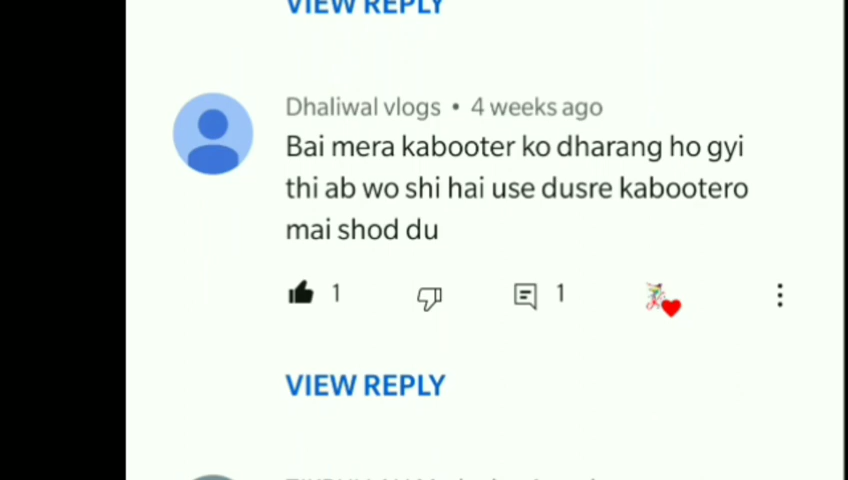 VIEW REPLY
Dhaliwal vlogs • 4 weeks ago
Bai mera kabooter ko dharang ho gyi
thi ab wo shi hai use dusre kabootero
mai shod du
1 1
VIEW REPLY